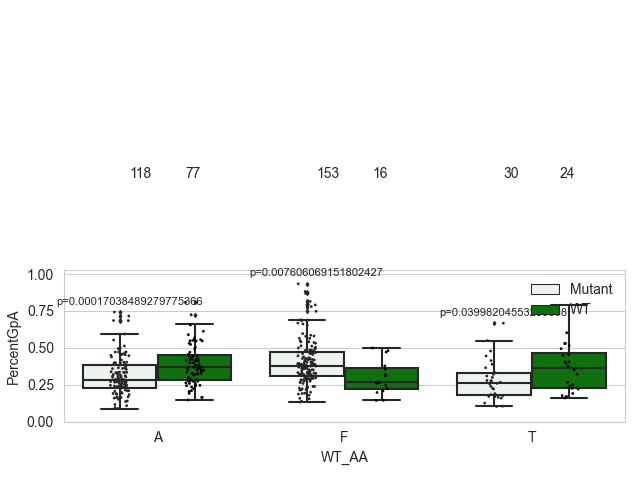 118 77 153 16 30 24
1.00
0.75
0.50
0.25
0.00
PercentGpA
p=0.00017038489279775366
p=0.007606069151802427
Mutant
WT
A F T
WT_AA